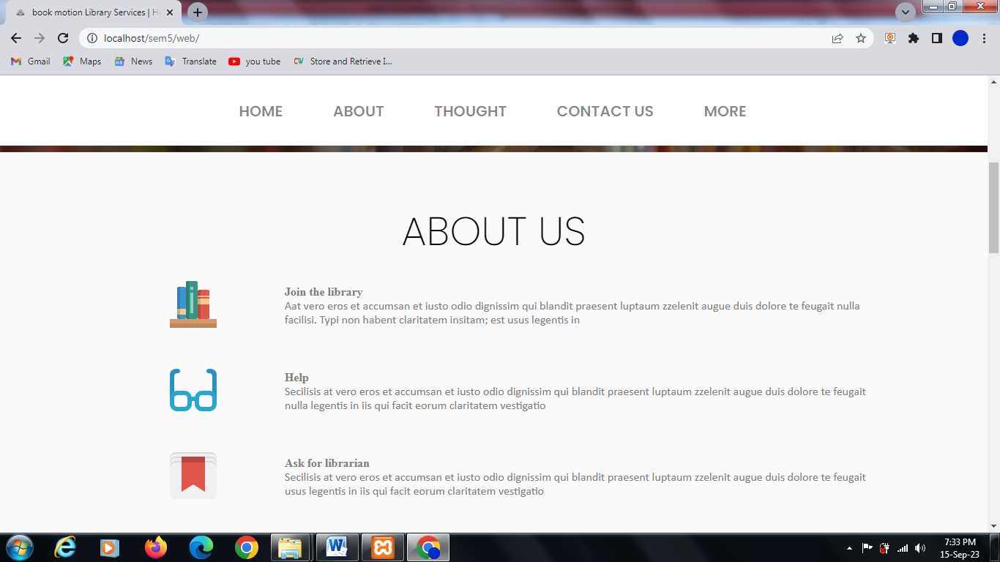 book motion Library Services | H
localhost/sem5/web/
Gmail Maps News Translate you tube Store and Retrieve I...
HOME ABOUT THOUGHT CONTACT US MORE
ABOUT US
Join the library
Aat vero eros et accumsan et iusto odio dignissim qui blandit praesent luptaum zzelenit augue duis dolore te feugait nulla
facilisi. Typi non habent claritatem insitam; est usus legentis in
Help
Secilisis at vero eros et accumsan et iusto odio dignissim qui blandit praesent luptaum zzelenit augue duis dolore te feugait
nulla legentis in iis qui facit eorum claritatem vestigatio
Ask for librarian
Secilisis at vero eros et accumsan et iusto odio dignissim qui blandit praesent luptaum zzelenit augue duis dolore te feugait
usus legentis in iis qui facit eorum claritatem vestigatio
7:33 PM
15-Sep-23